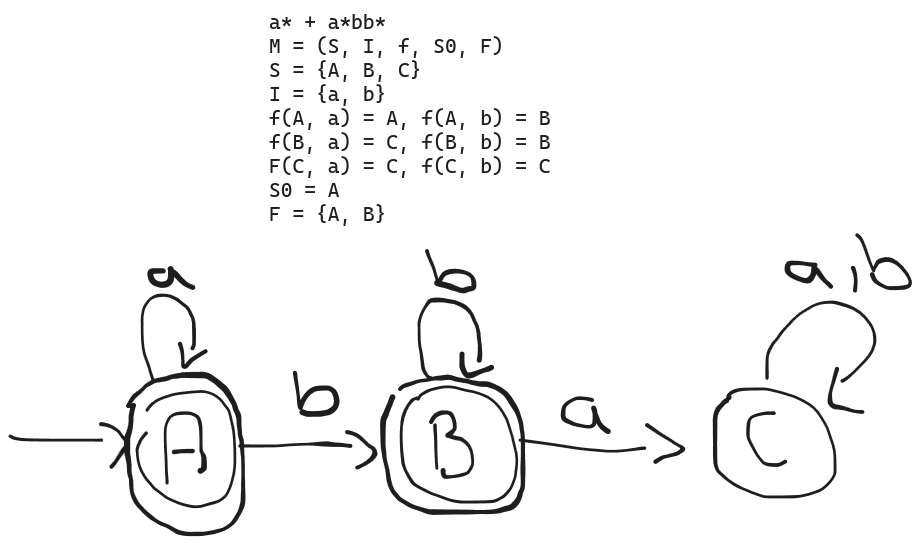 a* + a*bb*
M = (S, I, f, S0, F)
S = {A, B, C}
I = {a, b}
f(A, a) = A, f(A, b) = B
f(B, a) = C, f(B, b) = B
F(C, a) = C, f(C, b) = C
S0 = A
F = {A, B}
a
b
a,b
b
a
A
B
C